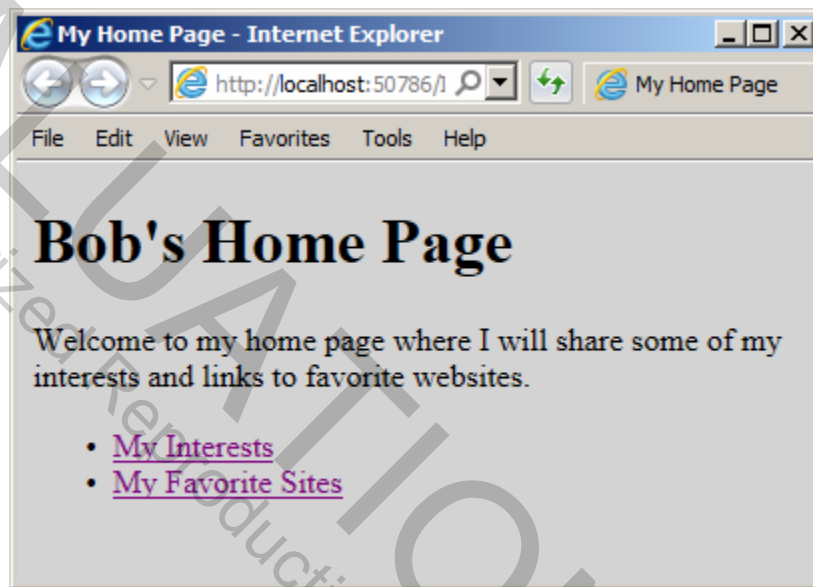 My Home Page - Internet Explorer
http://localhost:50786/1
My Home Page
File Edit View Favorites Tools Help
Bob's Home Page
Welcome to my home page where I will share some of my
interests and links to favorite websites.
• My Interests
• My Favorite Sites